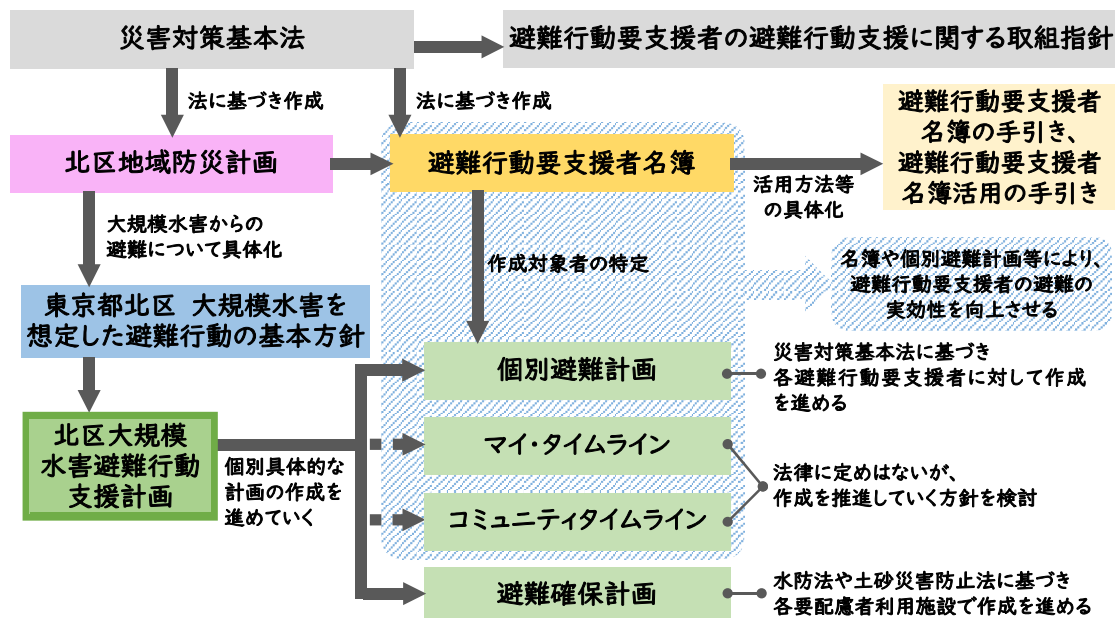 災害対策基本法
避難行動要支援者の避難行動支援に関する取組指針
法に基づき作成
法に基づき作成
避難行動要支援者
名簿の手引き、
避難行動要支援者
名簿活用の手引き
北区地域防災計画
避難行動要支援者名簿
活用方法等
の具体化
大規模水害からの
避難について具体化
作成対象者の特定
名簿や個別避難計画等により、
避難行動要支援者の避難の
実効性を向上させる
東京都北区 大規模水害を
想定した避難行動の基本方針
個別避難計画
災害対策基本法に基づき
各避難行動要支援者に対して作成
を進める
北区大規模
水害避難行動
支援計画
個別具体的な
計画の作成を
進めていく
マイ・タイムライン
法律に定めはないが、
作成を推進していく方針を検討
コミュニティタイムライン
避難確保計画
水防法や土砂災害防止法に基づき
各要配慮者利用施設で作成を進める